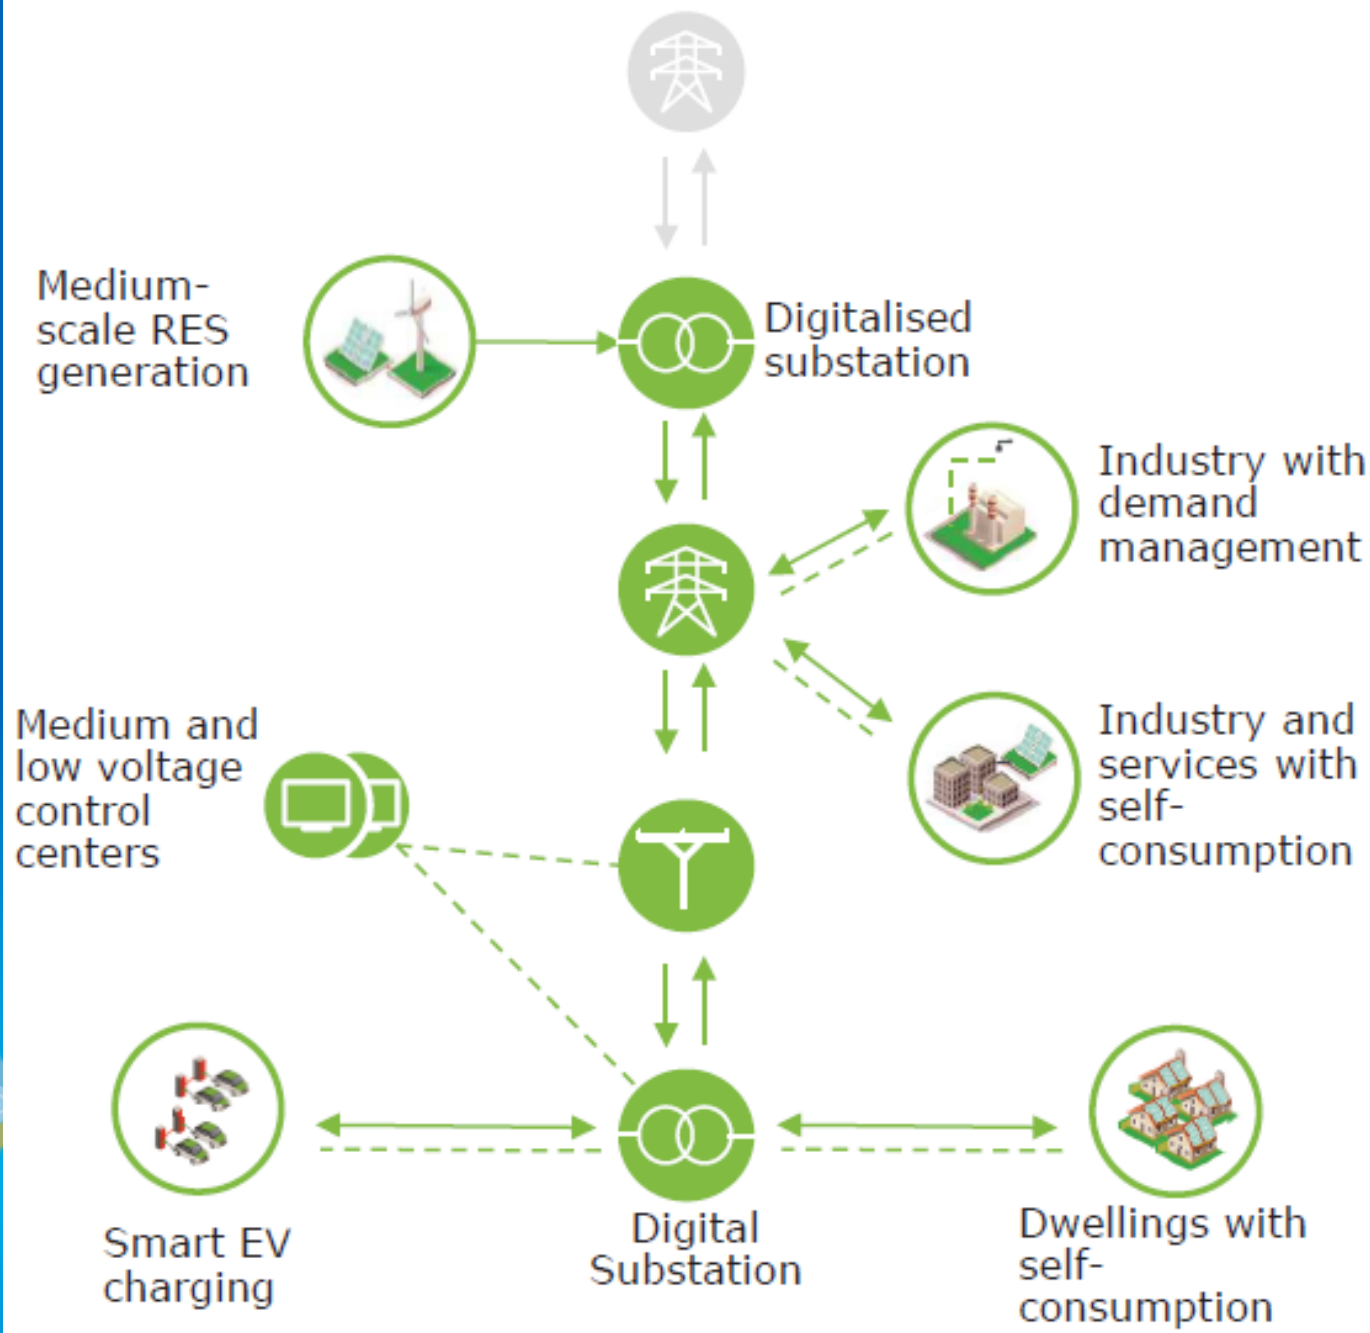 Medium-
scale RES
generation
Digitalised
substation
Industry with
demand
management
Medium and
low voltage
control
centers
Industry and
services with
self-
consumption
Smart EV
charging
Digital
Substation
Dwellings with
self-
consumption